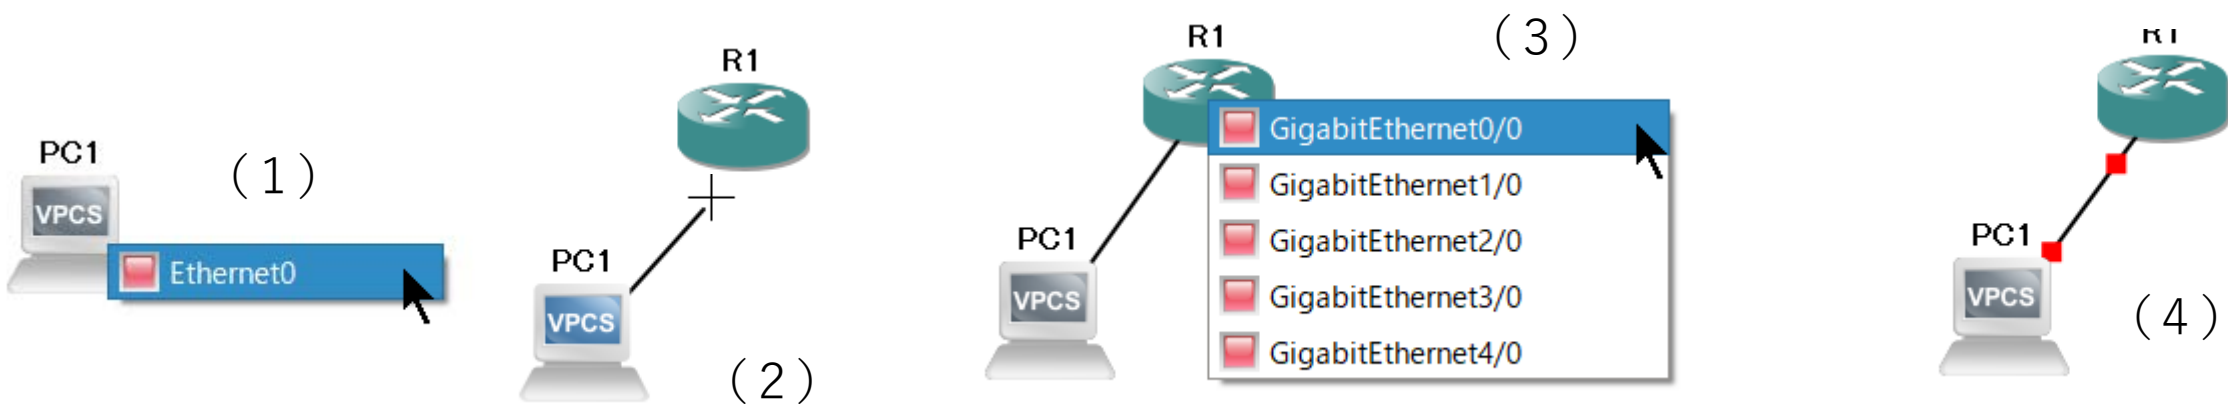 PC1
VPCS
Ethernet0
（1）
R1
PC1
VPCS
（2）
R1
PC1
VPCS
GigabitEthernet0/0
GigabitEthernet1/0
GigabitEthernet2/0
GigabitEthernet3/0
GigabitEthernet4/0
（3）
R1
PC1
VPCS
（4）